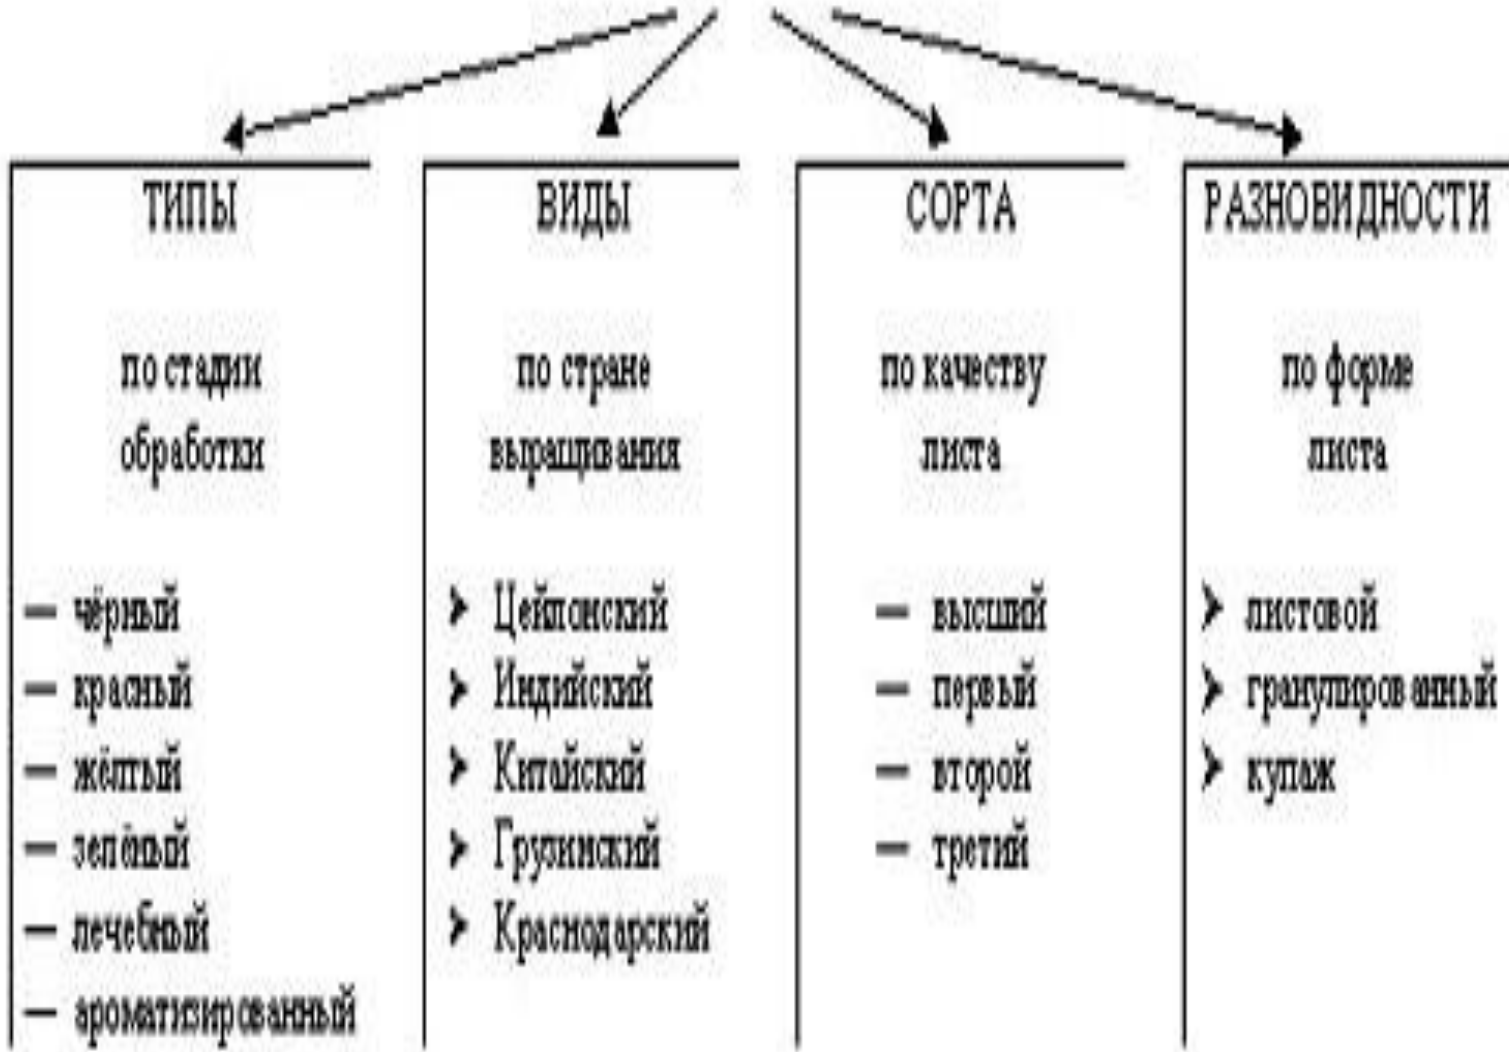 ТИПЫ
по стадии
обработки
— чёрный
— красный
— жёлтый
— зелёный
— лечебный
— ароматизированный
ВИДЫ
по стране
выращивания
➤ Цейлонский
➤ Индийский
➤ Китайский
➤ Грузинский
➤ Краснодарский
СОРТА
по качеству
листа
— высший
— первый
— второй
— третий
РАЗНОВИДНОСТИ
по форме
листа
➤ листовой
➤ гранулированный
➤ купаж